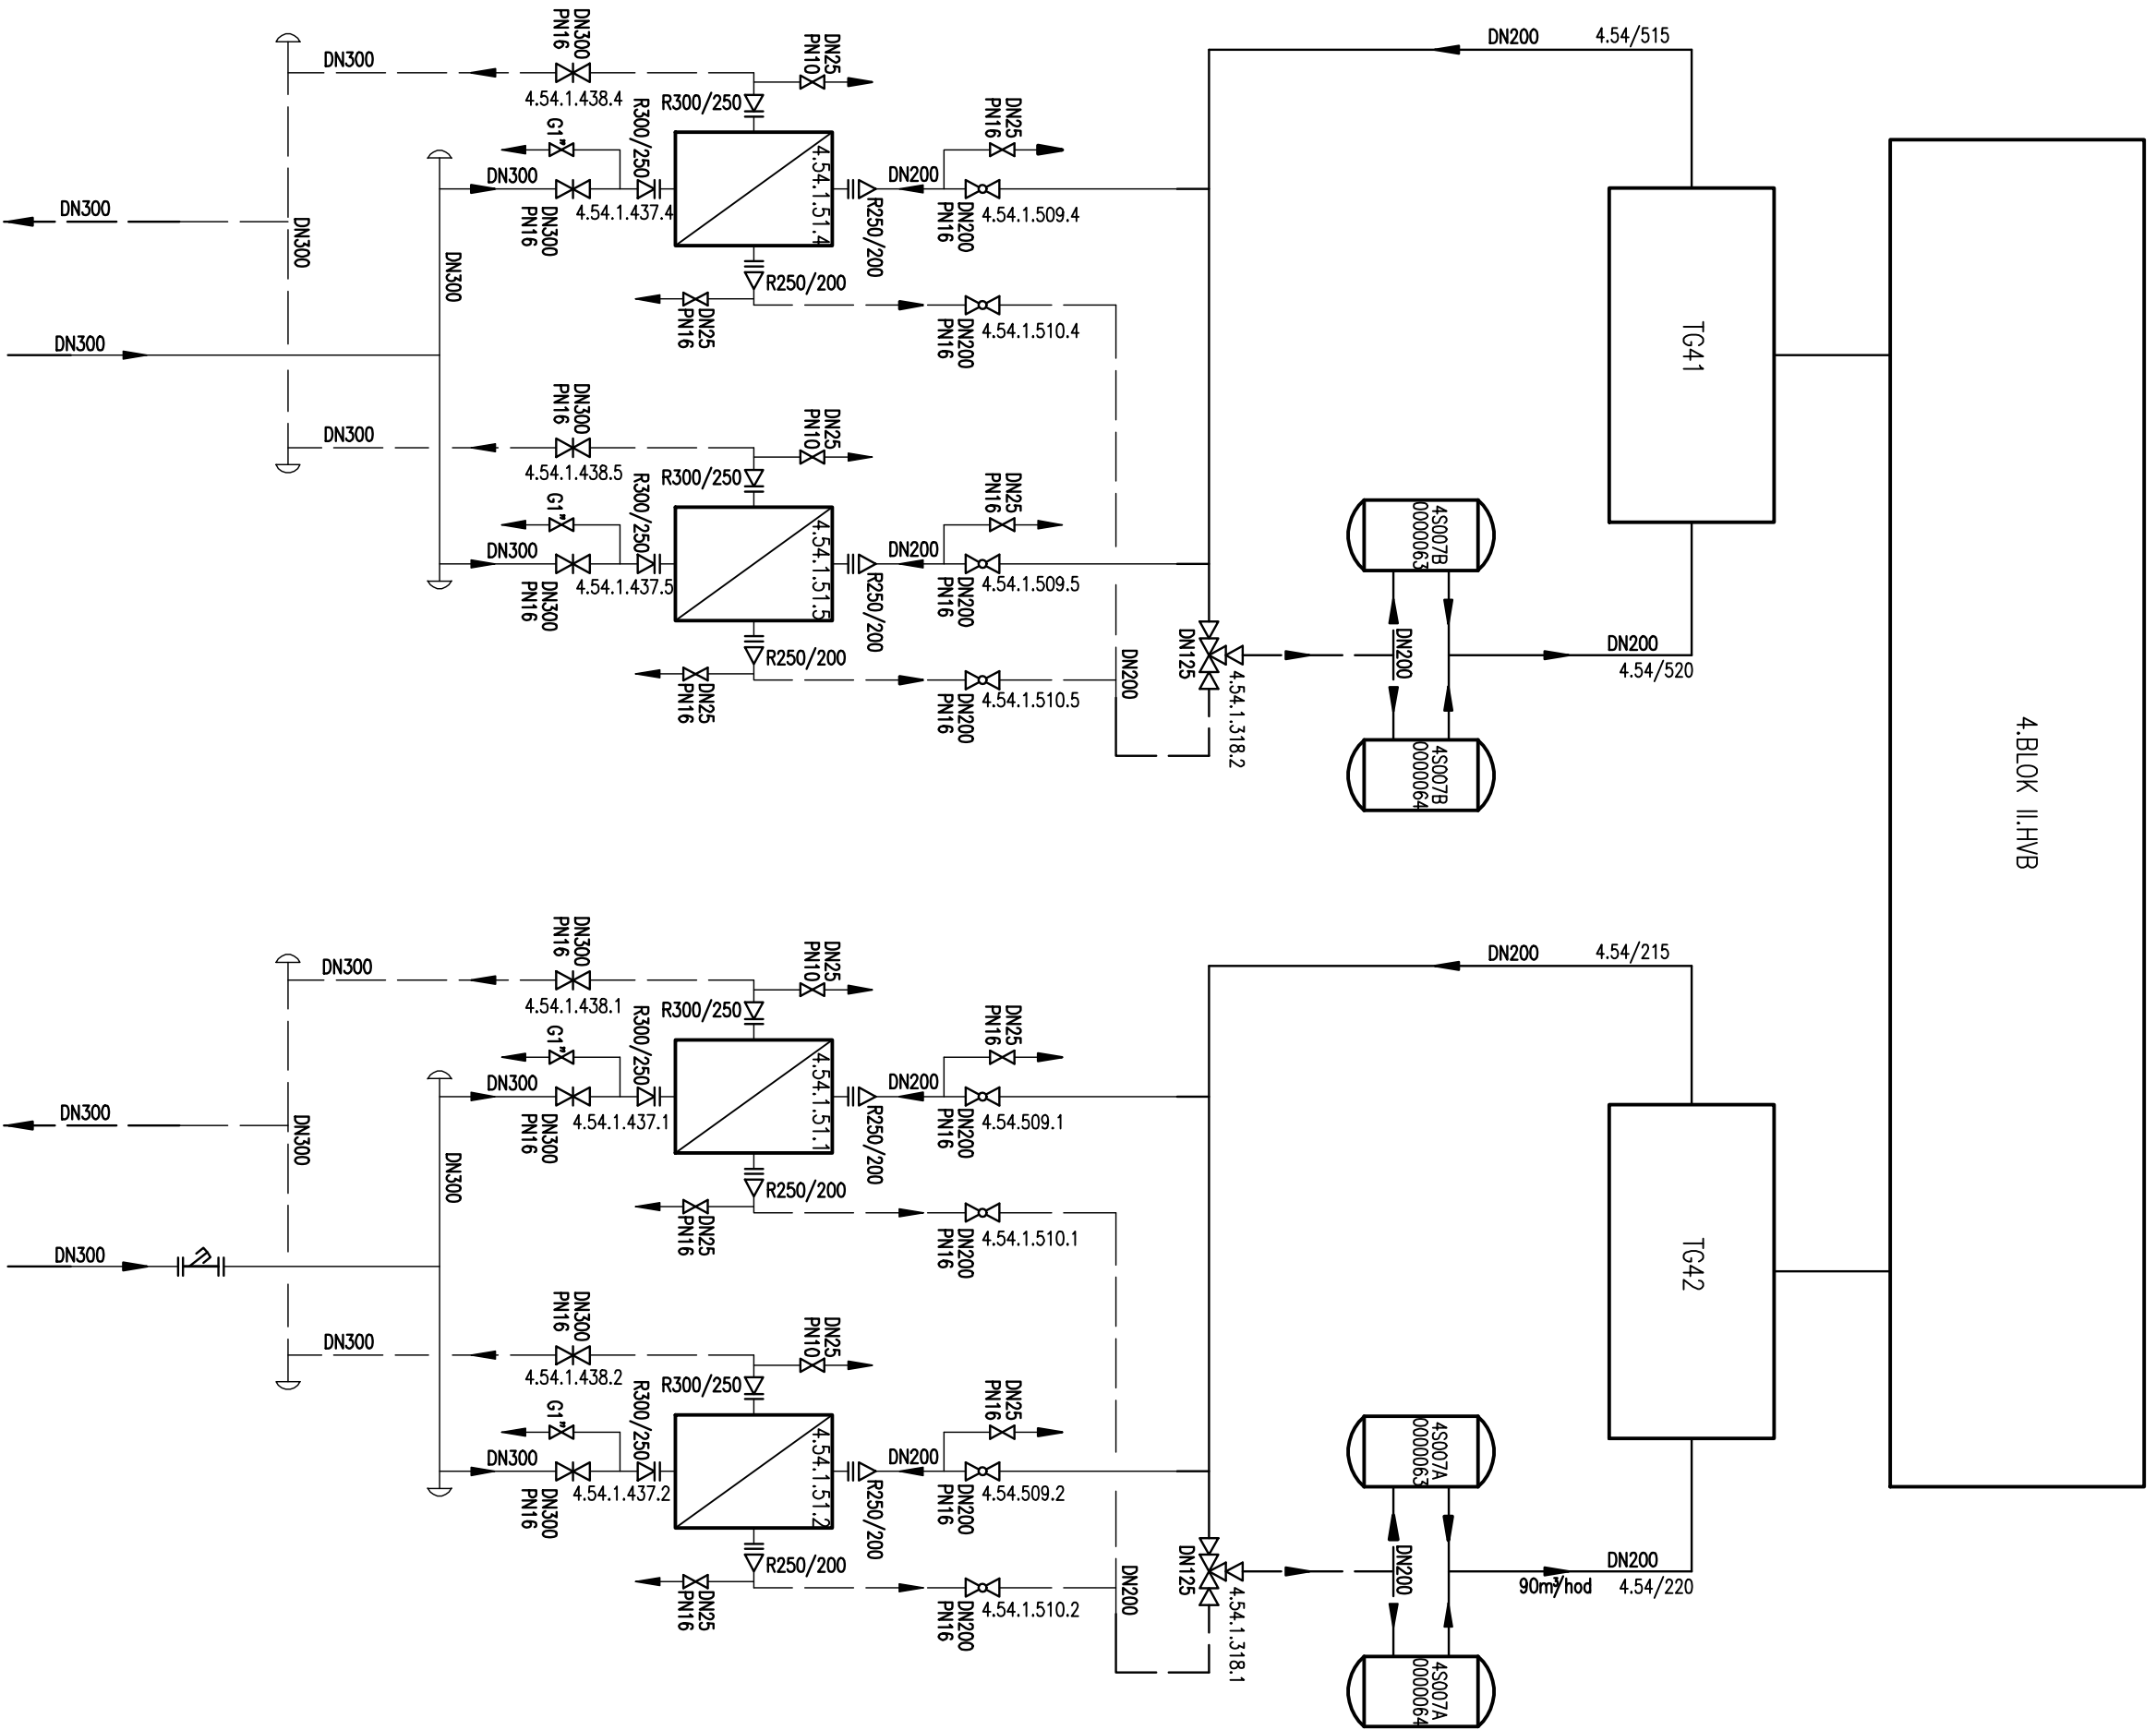 4.BLOK II.HVB
TG41
4.54/515
DN200
DN200
4.54/520
4S007B
0000063
4S007B
0000064
DN200
DN125
4.54.1.318.2
DN200
DN300
DN300
PN16
4.54.1.438.4
DN25
PN10
R300/250
G1"
R300/250
DN300
DN300
PN16
4.54.1.437.4
4.54.1.51.4
DN25
PN16
DN200
R250/200
DN200
PN16
4.54.1.509.4
R250/200
DN25
PN16
DN200
PN16
4.54.1.510.4
DN300
DN300
DN300
DN300
DN300
DN300
PN16
4.54.1.438.5
DN25
PN10
R300/250
G1"
R300/250
DN300
DN300
PN16
4.54.1.437.5
4.54.1.51.5
DN25
PN16
DN200
R250/200
DN200
PN16
4.54.1.509.5
R250/200
DN25
PN16
DN200
PN16
4.54.1.510.5
TG42
4.54/215
DN200
DN200
90m³/hod
4.54/220
4S007A
0000063
4S007A
0000064
DN200
DN125
4.54.1.318.1
DN200
DN300
DN300
PN16
4.54.1.438.1
DN25
PN10
R300/250
G1"
R300/250
DN300
DN300
PN16
4.54.1.437.1
4.54.1.51.1
DN25
PN16
DN200
R250/200
DN200
PN16
4.54.509.1
R250/200
DN25
PN16
DN200
PN16
4.54.1.510.1
DN300
DN300
DN300
DN300
DN300
DN300
PN16
4.54.1.438.2
DN25
PN10
R300/250
G1"
R300/250
DN300
DN300
PN16
4.54.1.437.2
4.54.1.51.2
DN25
PN16
DN200
R250/200
DN200
PN16
4.54.509.2
R250/200
DN25
PN16
DN200
PN16
4.54.1.510.2